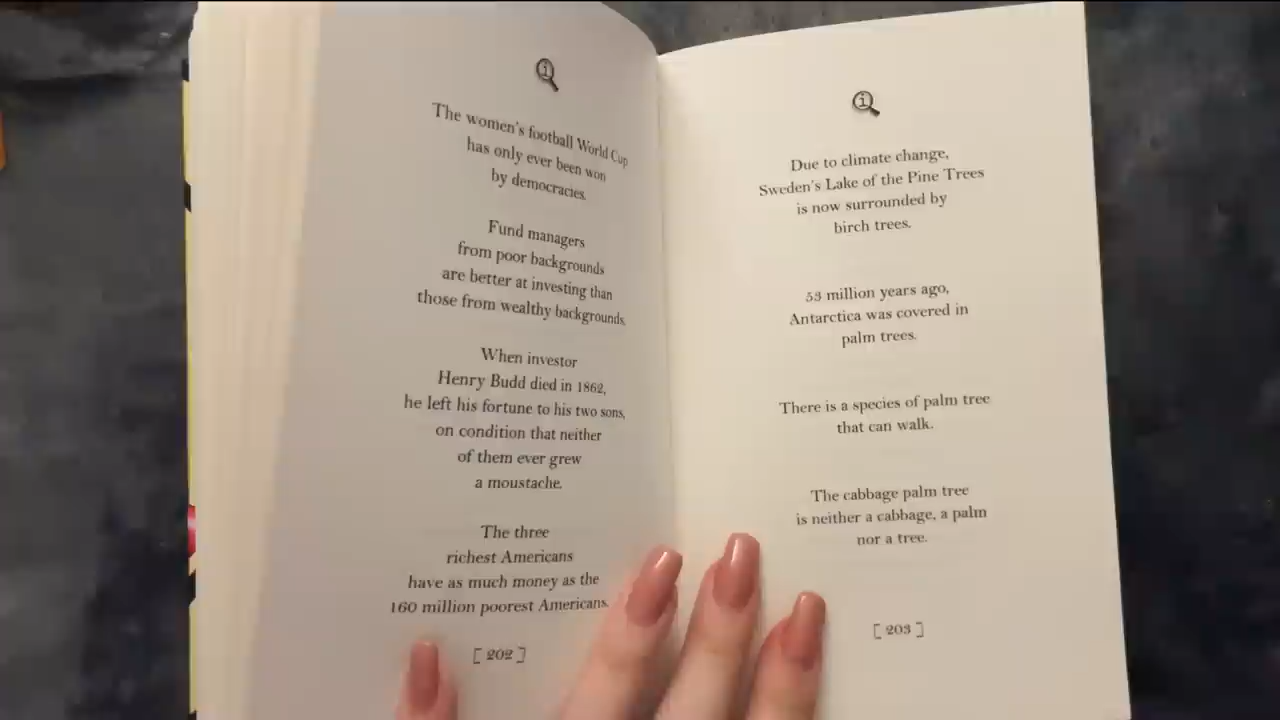 The women's football World Cup
has only ever been won
by democracies.
Fund managers
from poor backgrounds
are better at investing than
those from wealthy backgrounds.
When investor
Henry Budd died in 1862,
he left his fortune to his two sons,
on condition that neither
of them ever grew
a moustache.
The three
richest Americans
have as much money as the
160 million poorest Americans.
[ 202 ]
Due to climate change,
Sweden's Lake of the Pine Trees
is now surrounded by
birch trees.
53 million years ago,
Antarctica was covered in
palm trees.
There is a species of palm tree
that can walk.
The cabbage palm tree
is neither a cabbage, a palm
nor a tree.
[ 203 ]